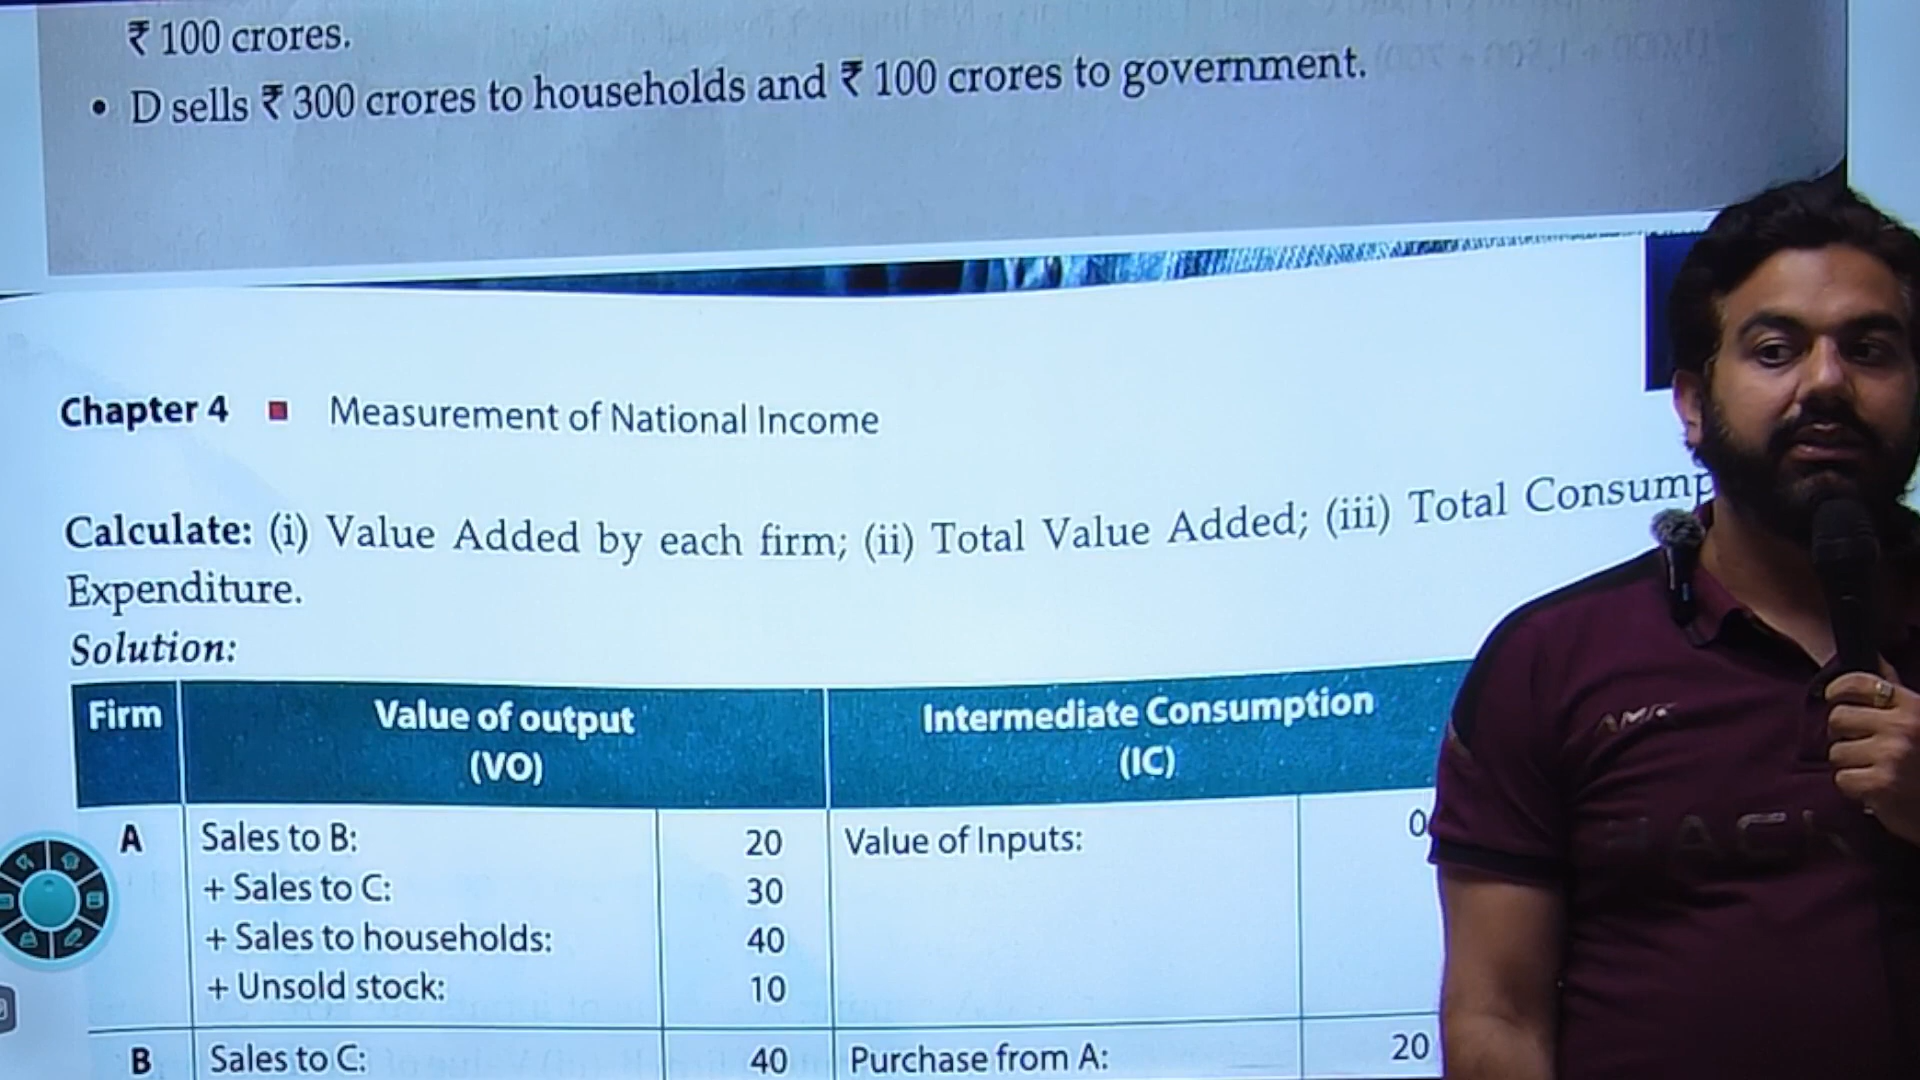 ₹ 100 crores.
• D sells ₹ 300 crores to households and ₹ 100 crores to government.
Chapter 4 ■ Measurement of National Income
Calculate: (i) Value Added by each firm; (ii) Total Value Added; (iii) Total Consump
Expenditure.
Solution:
Firm Value of output (VO) Intermediate Consumption (IC)
A Sales to B: 20 Value of Inputs: 0
+ Sales to C: 30
+ Sales to households: 40
+ Unsold stock: 10
B Sales to C: 40 Purchase from A: 20